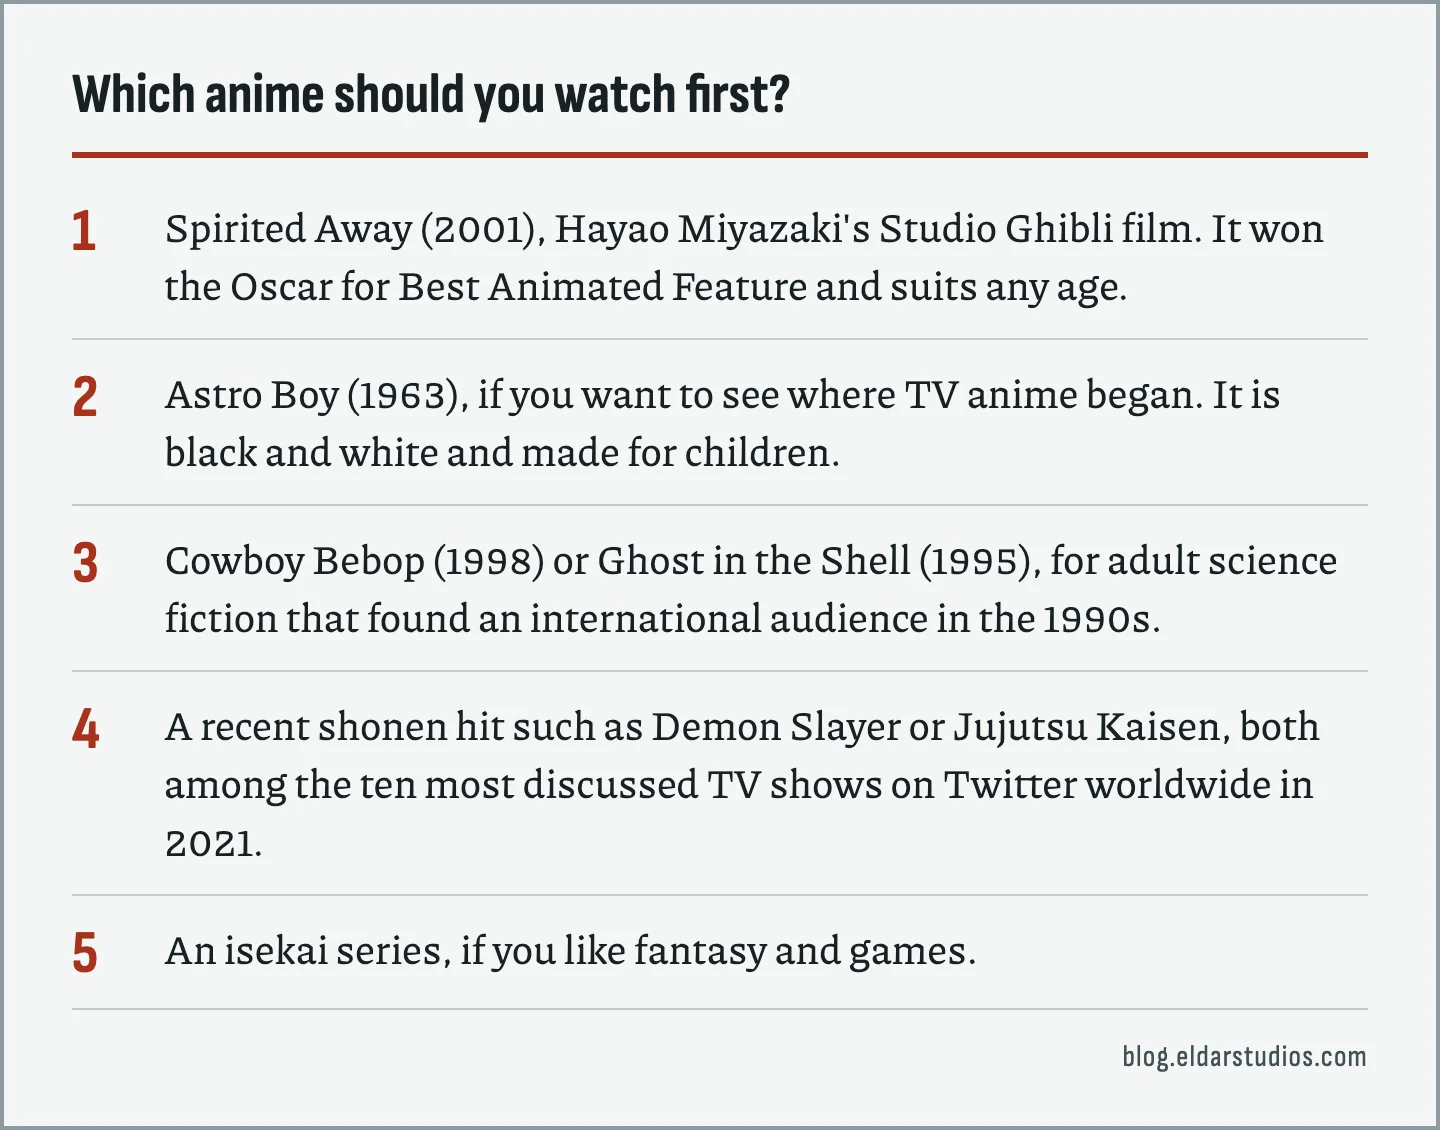 Which anime should you watch first?
1
Spirited Away (2001), Hayao Miyazaki's Studio Ghibli film. It won
the Oscar for Best Animated Feature and suits any age.
2
Astro Boy (1963), if you want to see where TV anime began. It is
black and white and made for children.
3
Cowboy Bebop (1998) or Ghost in the Shell (1995), for adult science
fiction that found an international audience in the 1990s.
4
A recent shonen hit such as Demon Slayer or Jujutsu Kaisen, both
among the ten most discussed TV shows on Twitter worldwide in
2021.
5
An isekai series, if you like fantasy and games.
blog.eldarstudios.com